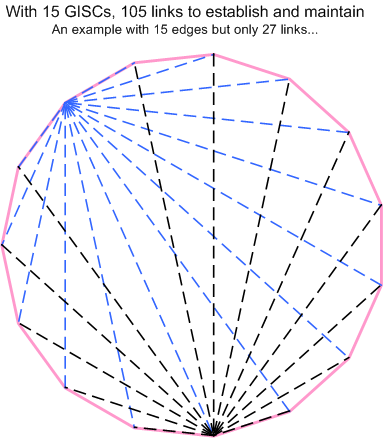 With 15 GISCs, 105 links to establish and maintain
An example with 15 edges but only 27 links...